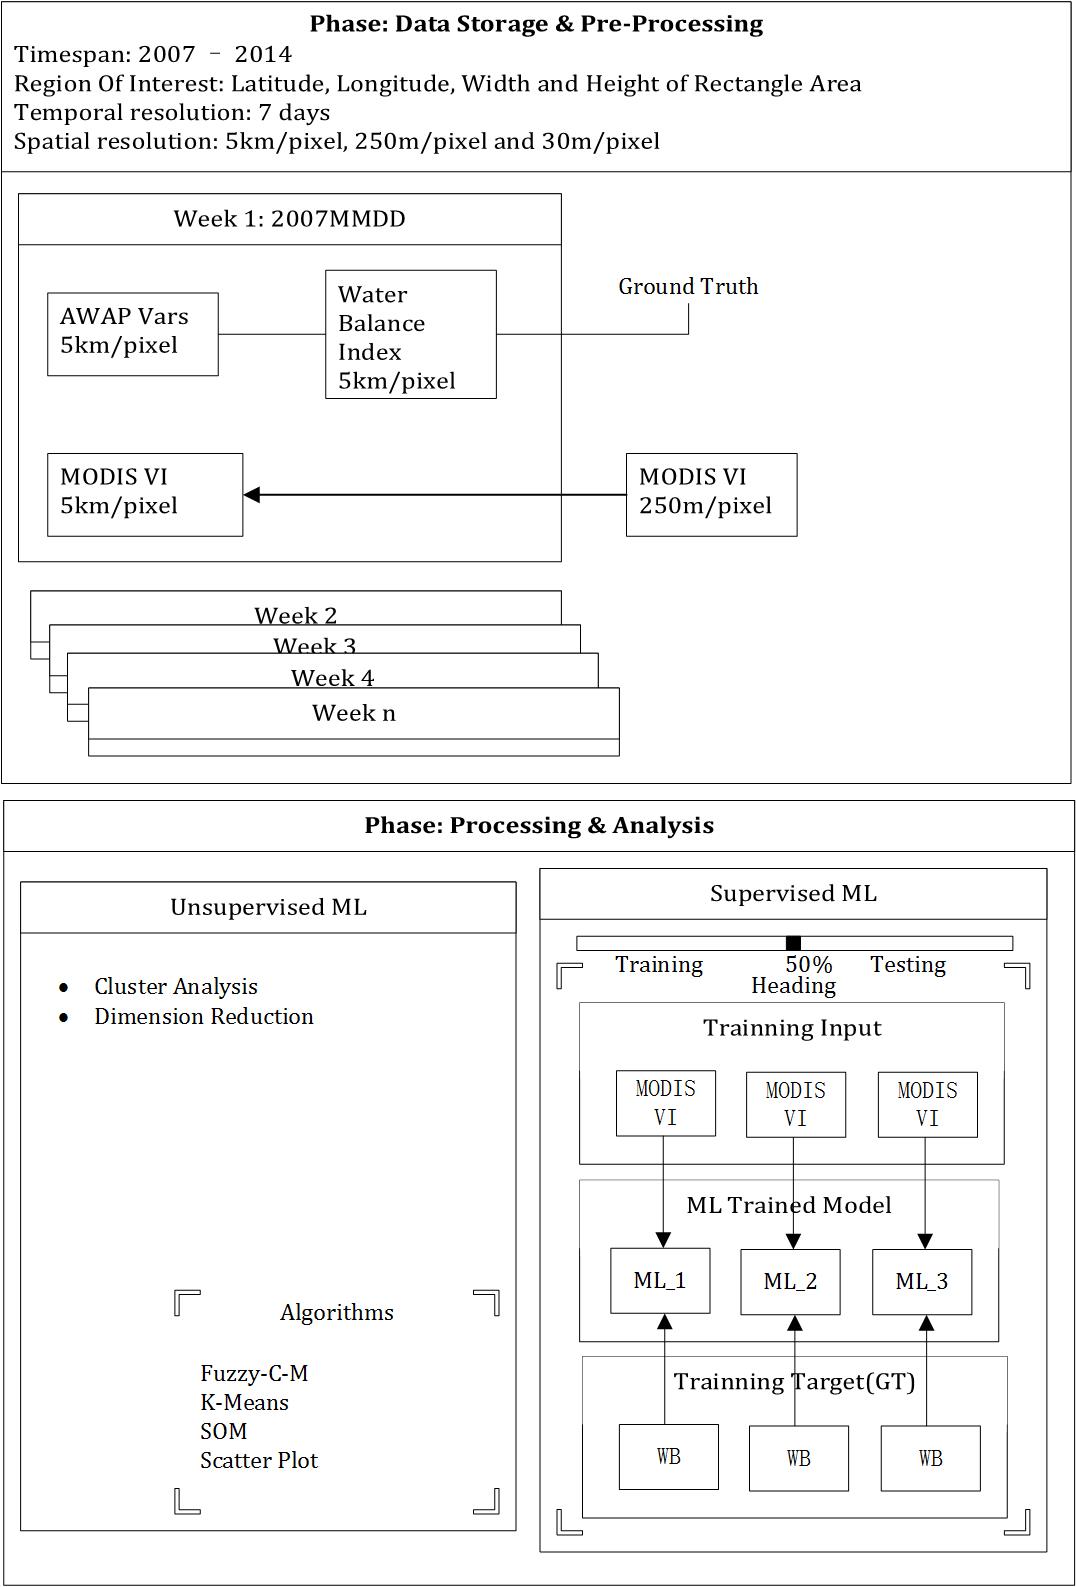 Phase: Data Storage & Pre-Processing
Timespan: 2007 – 2014
Region Of Interest: Latitude, Longitude, Width and Height of Rectangle Area
Temporal resolution: 7 days
Spatial resolution: 5km/pixel, 250m/pixel and 30m/pixel
Week 1: 2007MMDD
AWAP Vars
5km/pixel
Water
Balance
Index
5km/pixel
Ground Truth
MODIS VI
5km/pixel
MODIS VI
250m/pixel
Week 2
Week 3
Week 4
Week n
Phase: Processing & Analysis
Unsupervised ML
• Cluster Analysis
• Dimension Reduction
Algorithms
Fuzzy-C-M
K-Means
SOM
Scatter Plot
Supervised ML
Training 50% Testing
Heading
Trainning Input
MODIS
VI
MODIS
VI
MODIS
VI
ML Trained Model
ML_1
ML_2
ML_3
Trainning Target(GT)
WB
WB
WB